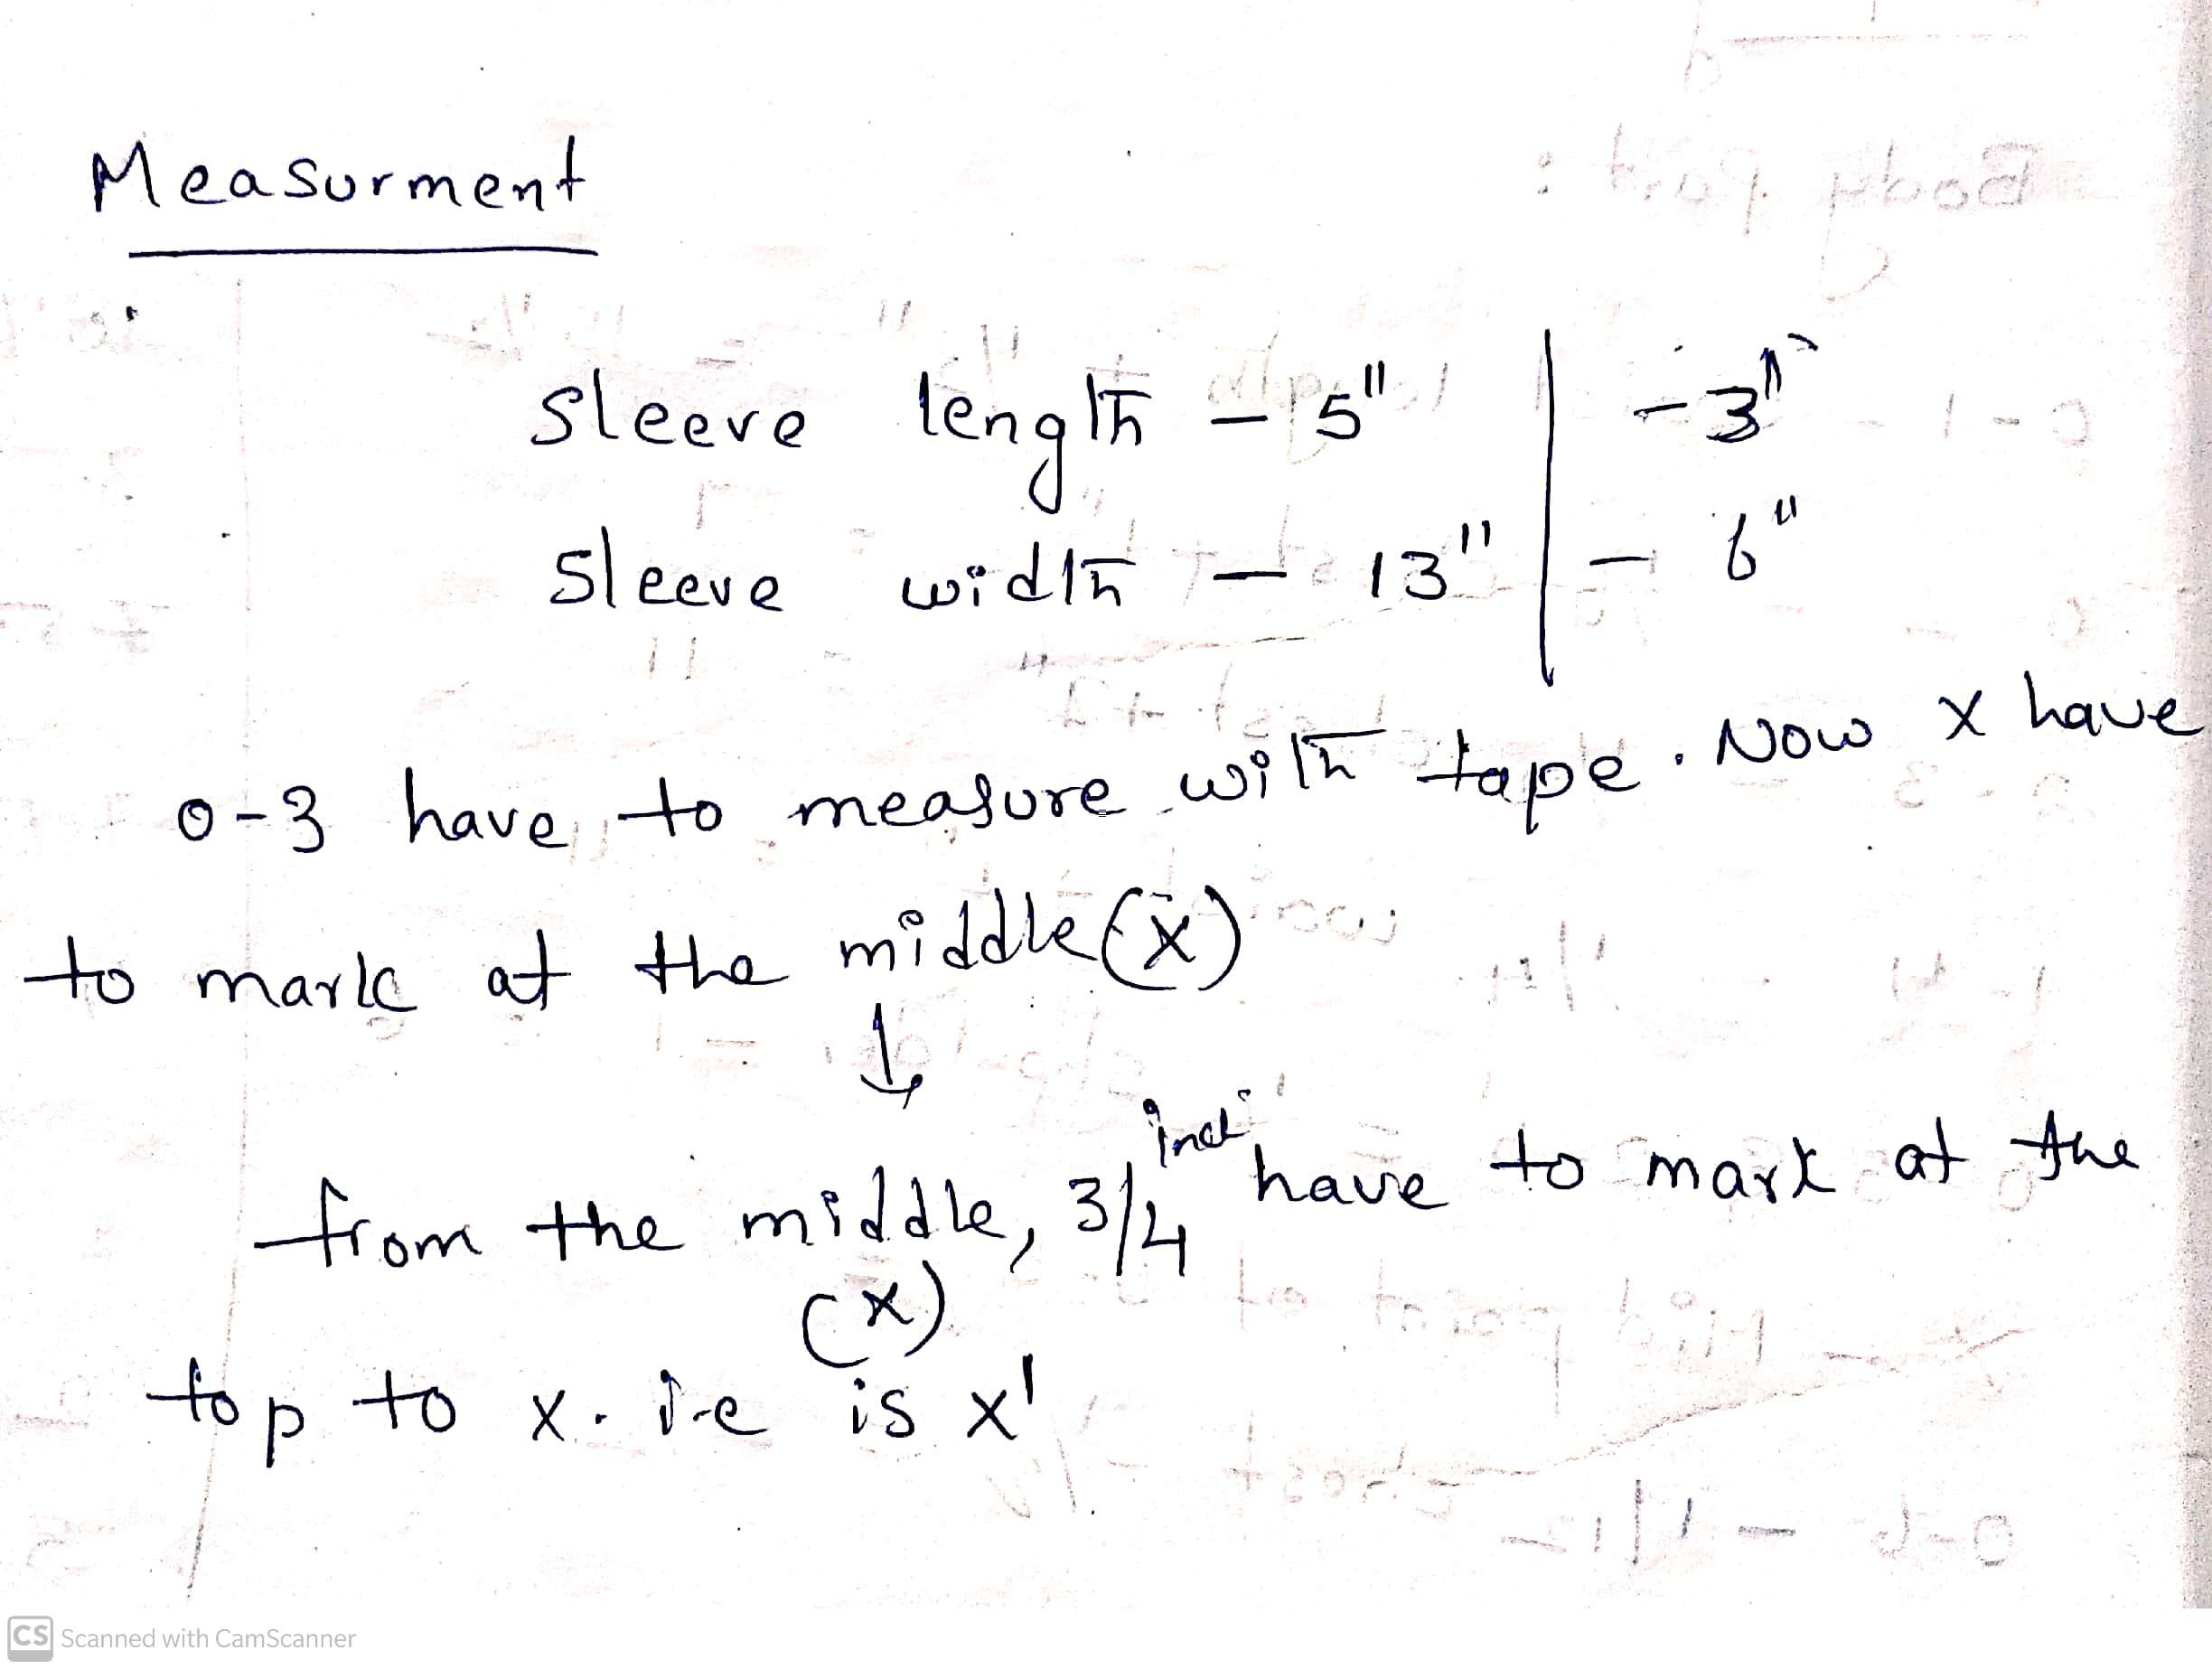 Measurment
Sleeve length - 5" | - 3"
Sleeve width - 13" | - 6"
0-3 have to measure with tape. Now x have
to mark at the middle (x)
↓
from the middle, 3/4 inch have to mark at the
(x)
top to x. i.e is x'
CS Scanned with CamScanner